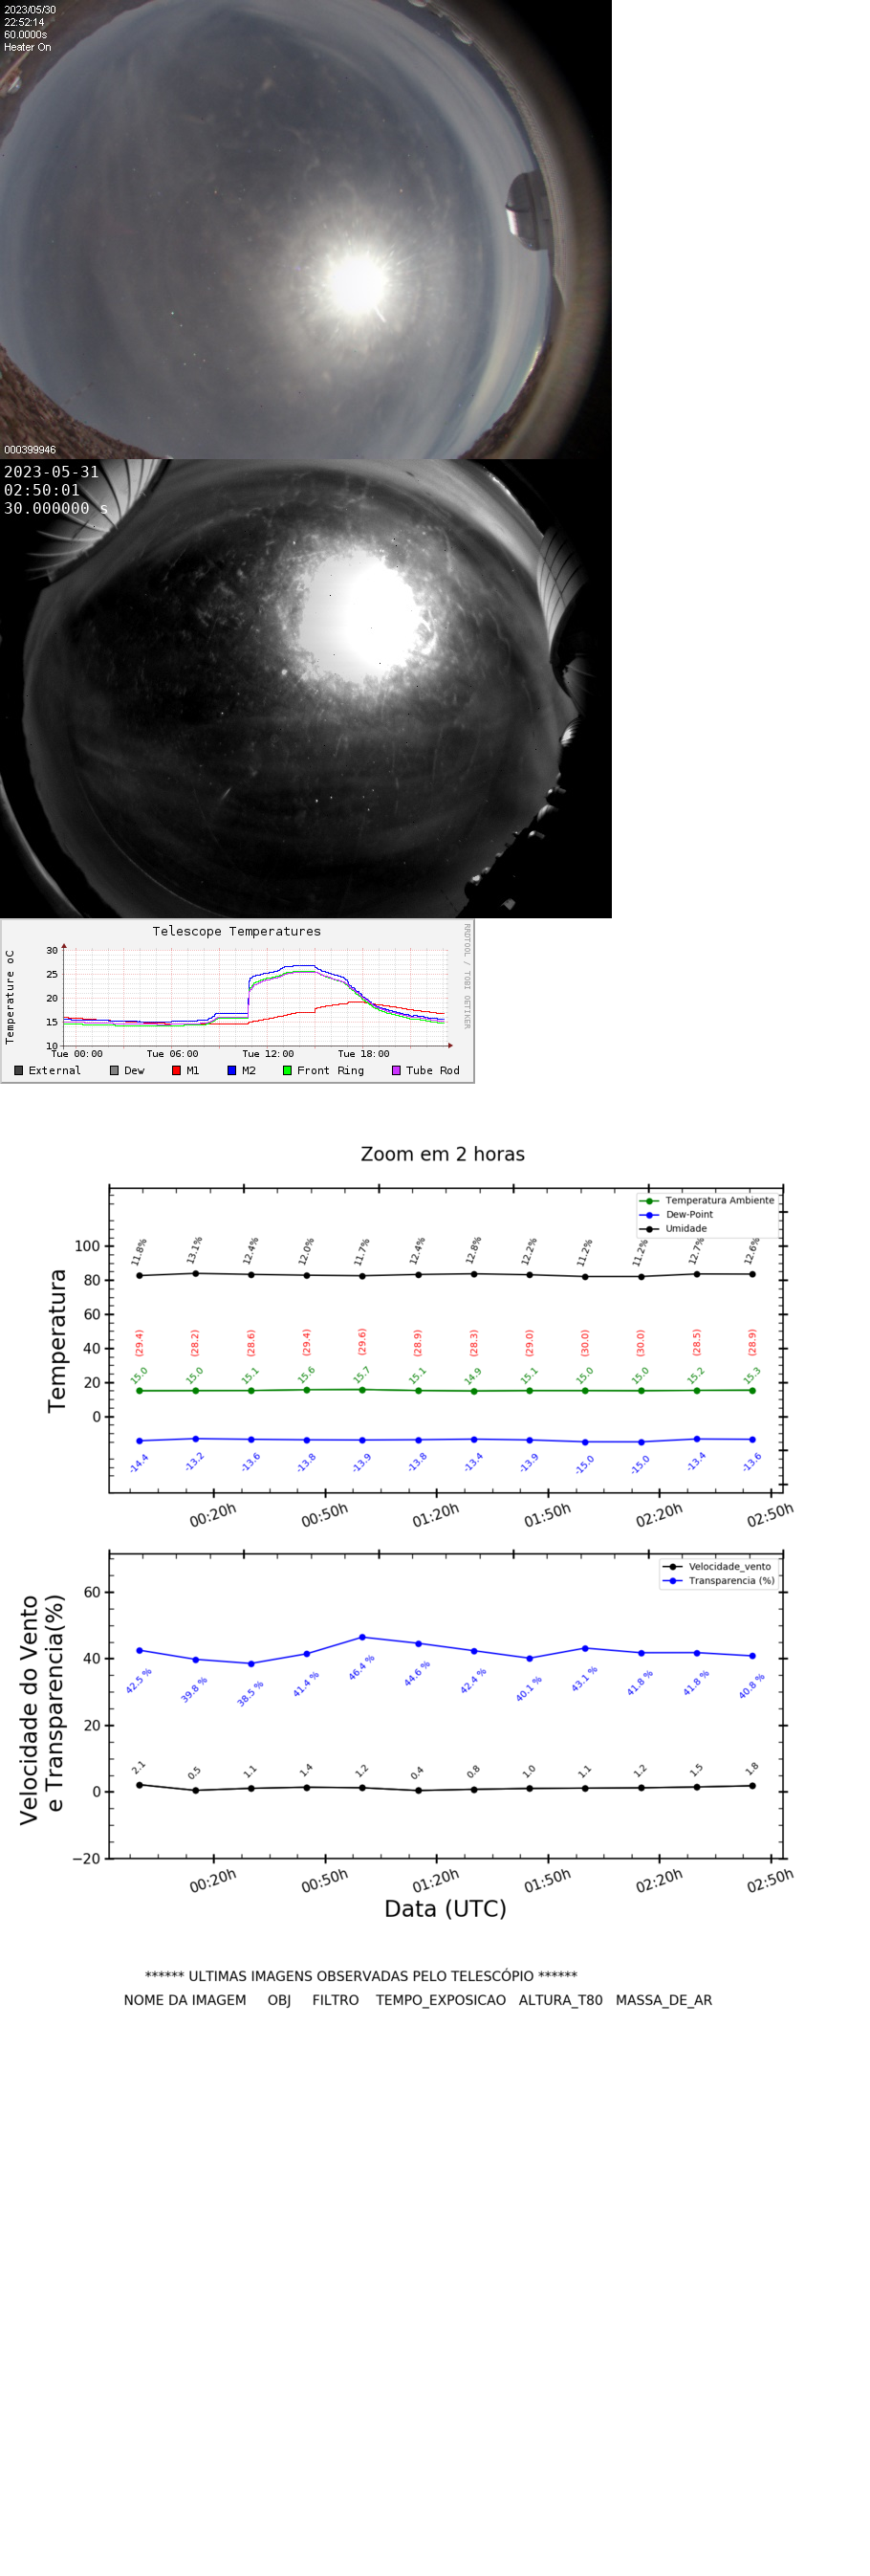 2023/05/30
22:52:14
60.0000s
Heater On
000399946
2023-05-31
02:50:01
30.000000 s
Telescope Temperatures
RRDTOOL / TOBI OETIKER
Temperature oC
30
25
20
15
10
Tue 00:00 Tue 06:00 Tue 12:00 Tue 18:00
External Dew M1 M2 Front Ring Tube Rod
Zoom em 2 horas
Temperatura Ambiente
Dew-Point
Umidade
Temperatura
100
80
60
40
20
0
11.8% 13.1% 12.4% 12.0% 11.7% 12.4% 12.8% 12.2% 11.2% 11.2% 12.7% 12.6%
(29.4) (28.2) (28.6) (29.4) (29.6) (28.9) (28.3) (29.0) (30.0) (30.0) (28.5) (28.9)
15.0 15.0 15.1 15.6 15.7 15.1 14.9 15.1 15.0 15.0 15.2 15.3
-14.4 -13.2 -13.6 -13.8 -13.9 -13.8 -13.4 -13.9 -15.0 -15.0 -13.4 -13.6
00:20h 00:50h 01:20h 01:50h 02:20h 02:50h
Velocidade_vento
Transparencia (%)
Velocidade do Vento
e Transparencia(%)
60
40
20
0
−20
42.5 % 39.8 % 38.5 % 41.4 % 46.4 % 44.6 % 42.4 % 40.1 % 43.1 % 41.8 % 41.8 % 40.8 %
2.1 0.5 1.1 1.4 1.2 0.4 0.8 1.0 1.1 1.2 1.5 1.8
00:20h 00:50h 01:20h 01:50h 02:20h 02:50h
Data (UTC)
****** ULTIMAS IMAGENS OBSERVADAS PELO TELESCÓPIO ******
NOME DA IMAGEM OBJ FILTRO TEMPO_EXPOSICAO ALTURA_T80 MASSA_DE_AR